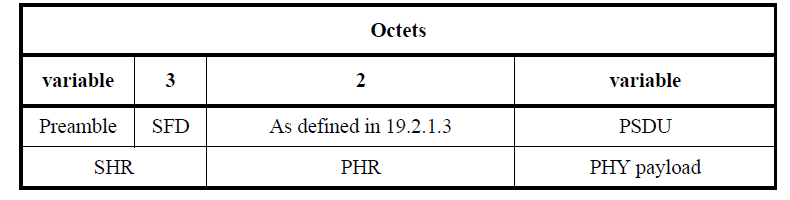 Octets
variable 3 2 variable
Preamble SFD As defined in 19.2.1.3 PSDU
SHR PHR PHY payload